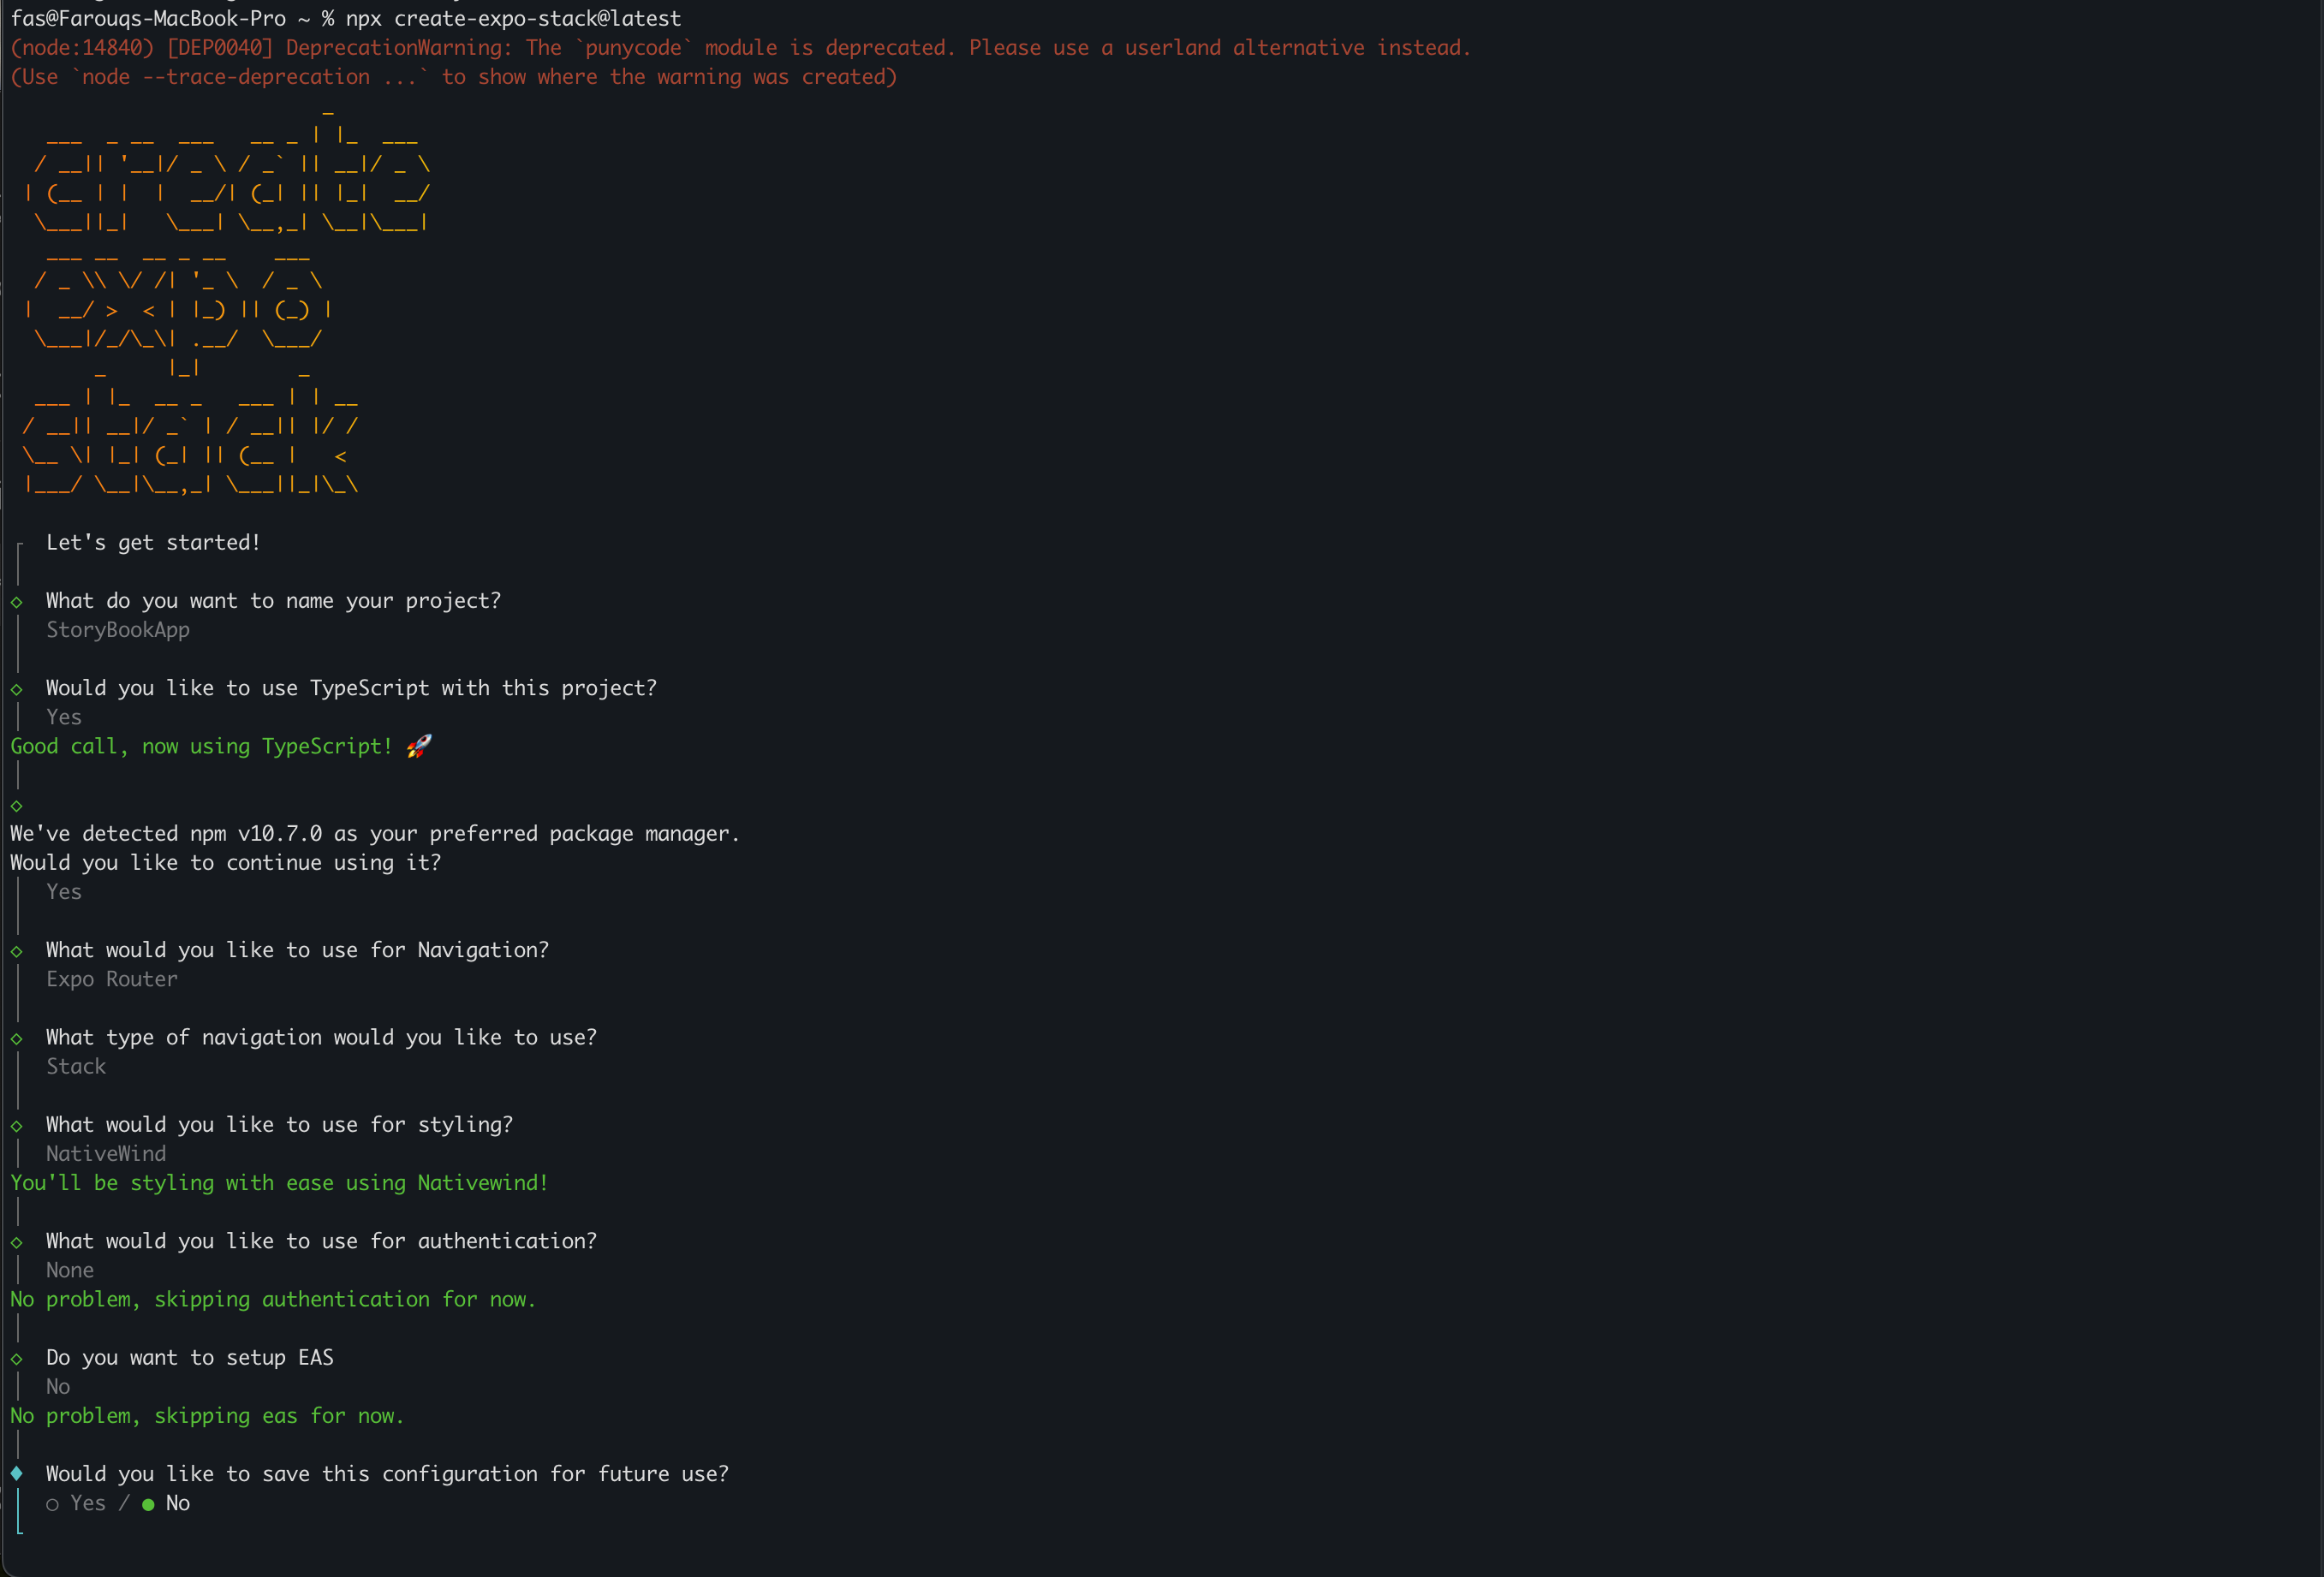 fas@Farouqs-MacBook-Pro ~ % npx create-expo-stack@latest
(node:14840) [DEP0040] DeprecationWarning: The `punycode` module is deprecated. Please use a userland alternative instead.
(Use `node --trace-deprecation ...` to show where the warning was created)
create
expo
stack
Let's get started!
◇ What do you want to name your project?
StoryBookApp
◇ Would you like to use TypeScript with this project?
Yes
Good call, now using TypeScript! 🚀
◇
We've detected npm v10.7.0 as your preferred package manager.
Would you like to continue using it?
Yes
◇ What would you like to use for Navigation?
Expo Router
◇ What type of navigation would you like to use?
Stack
◇ What would you like to use for styling?
NativeWind
You'll be styling with ease using Nativewind!
◇ What would you like to use for authentication?
None
No problem, skipping authentication for now.
◇ Do you want to setup EAS
No
No problem, skipping eas for now.
◆ Would you like to save this configuration for future use?
○ Yes / ● No